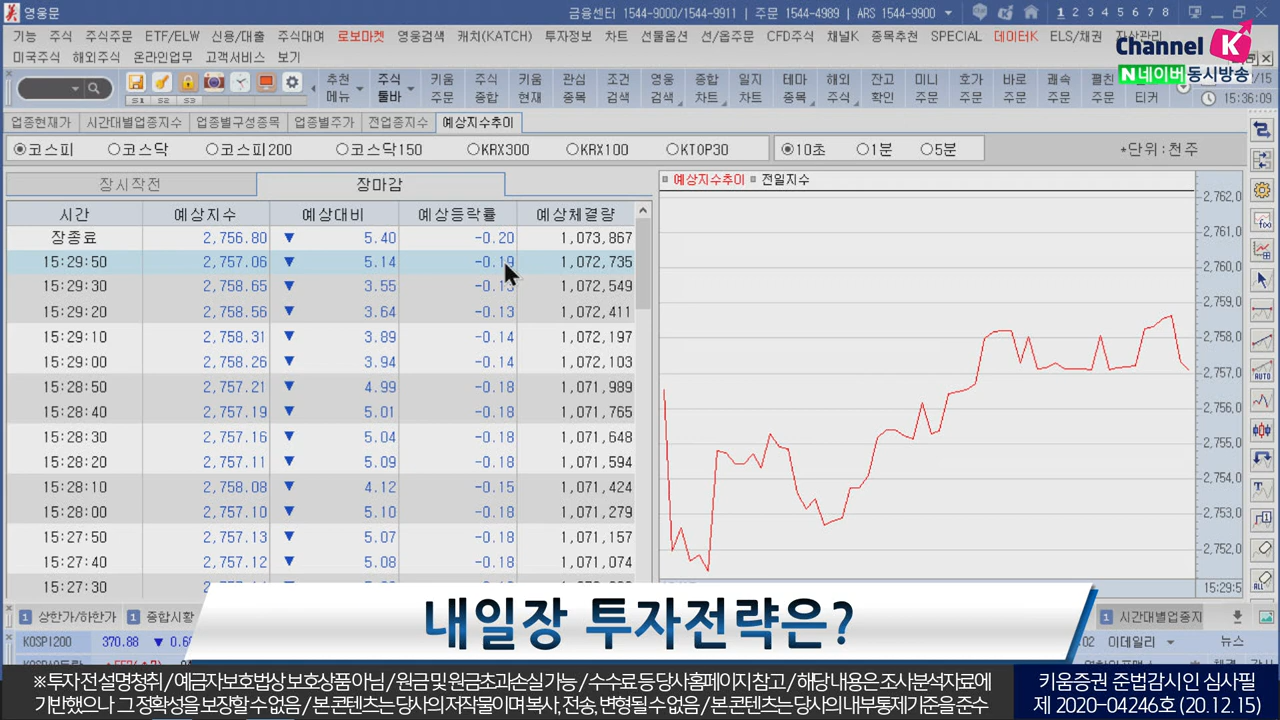 영웅문
금융센터 1544-9000/1544-9911 | 주문 1544-4989 | ARS 1544-9900
1 2 3 4 5 6 7 8
기능 주식 주식주문 ETF/ELW 신용/대출 주식대여 로보마켓 영웅검색 캐치(KATCH) 투자정보 차트 선물옵션 선/옵주문 CFD주식 채널K 종목추천 SPECIAL 데이터K ELS/채권 자산관리
미국주식 해외주식 온라인업무 고객서비스 보기
Channel K
N 네이버 동시방송
추천 주식 키움 주식 키움 관심 조건 영웅 종합 일지 테마 해외 잔고 미니 호가 바로 쾌속
메뉴 툴바 주문 종합 현재 종목 검색 검색 차트 차트 종목 주식 확인 주문 주문 주문 주문 주문 티커
S1 S2 S3
15:36:09
업종현재가 시간대별업종지수 업종별구성종목 업종별주가 전업종지수 예상지수추이
코스피 코스닥 코스피200 코스닥150 KRX300 KRX100 KTOP30 10초 1분 5분 *단위:천주
장시작전 장마감
시간 예상지수 예상대비 예상등락률 예상체결량
장종료 2,756.80 ▼ 5.40 -0.20 1,073,867
15:29:50 2,757.06 ▼ 5.14 -0.19 1,072,735
15:29:30 2,758.65 ▼ 3.55 -0.13 1,072,549
15:29:20 2,758.56 ▼ 3.64 -0.13 1,072,411
15:29:10 2,758.31 ▼ 3.89 -0.14 1,072,197
15:29:00 2,758.26 ▼ 3.94 -0.14 1,072,103
15:28:50 2,757.21 ▼ 4.99 -0.18 1,071,989
15:28:40 2,757.19 ▼ 5.01 -0.18 1,071,765
15:28:30 2,757.16 ▼ 5.04 -0.18 1,071,648
15:28:20 2,757.11 ▼ 5.09 -0.18 1,071,594
15:28:10 2,758.08 ▼ 4.12 -0.15 1,071,424
15:28:00 2,757.10 ▼ 5.10 -0.18 1,071,279
15:27:50 2,757.13 ▼ 5.07 -0.18 1,071,157
15:27:40 2,757.12 ▼ 5.08 -0.18 1,071,074
15:27:30
예상지수추이 전일지수
2,762.0
2,761.0
2,760.0
2,759.0
2,758.0
2,757.0
2,756.0
2,755.0
2,754.0
2,753.0
2,752.0
15:29:5
f(x)
AUTO
ALL
1 상한가/하한가 1 종합시황
1 시간대별업종지
KOSPI200 370.88 ▼
이데일리 뉴스
내일장 투자전략은?
※ 투자 전 설명청취 / 예금자보호법상 보호상품 아님 / 원금 및 원금초과손실 가능 / 수수료 등 당사홈페이지 참고 / 해당 내용은 조사분석자료에
기반했으나 그 정확성을 보장할 수 없음 / 본 콘텐츠는 당사의 저작물이며 복사, 전송, 변형될 수 없음 / 본 콘텐츠는 당사의 내부통제기준을 준수
키움증권 준법감시인 심사필
제 2020-04246호 (20.12.15)